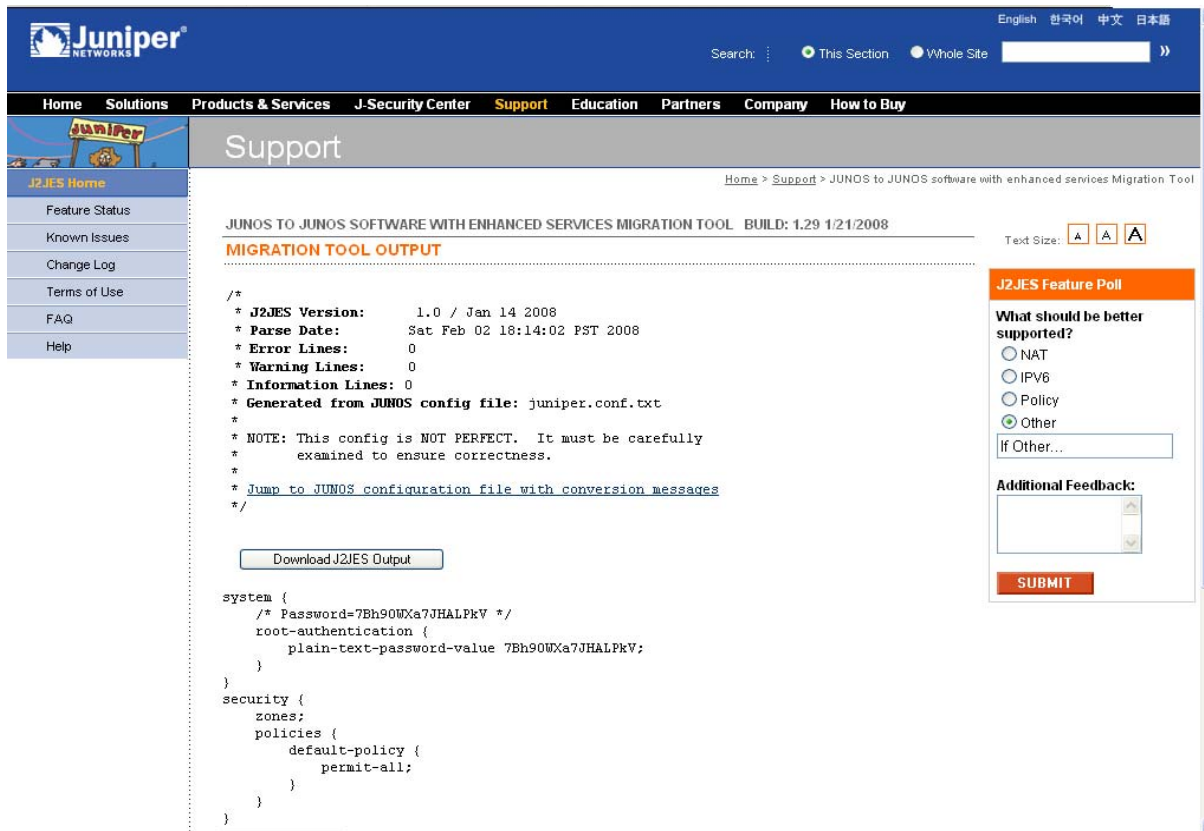 Juniper®
NETWORKS
English 한국어 中文 日本語
Search: This Section Whole Site »
Home Solutions Products & Services J-Security Center Support Education Partners Company How to Buy
Juniper
Support
Home > Support > JUNOS to JUNOS software with enhanced services Migration Tool
J2JES Home
Feature Status
Known Issues
Change Log
Terms of Use
FAQ
Help
JUNOS TO JUNOS SOFTWARE WITH ENHANCED SERVICES MIGRATION TOOL BUILD: 1.29 1/21/2008
MIGRATION TOOL OUTPUT
/*
* J2JES Version: 1.0 / Jan 14 2008
* Parse Date: Sat Feb 02 18:14:02 PST 2008
* Error Lines: 0
* Warning Lines: 0
* Information Lines: 0
* Generated from JUNOS config file: juniper.conf.txt
*
* NOTE: This config is NOT PERFECT. It must be carefully
* examined to ensure correctness.
*
* Jump to JUNOS configuration file with conversion messages
*/
Download J2JES Output
system {
/* Password=7Bh90WXa7JHALPkV */
root-authentication {
plain-text-password-value 7Bh90WXa7JHALPkV;
}
}
security {
zones;
policies {
default-policy {
permit-all;
}
}
}
Text Size: A A A
J2JES Feature Poll
What should be better
supported?
NAT
IPV6
Policy
Other
If Other...
Additional Feedback:
SUBMIT